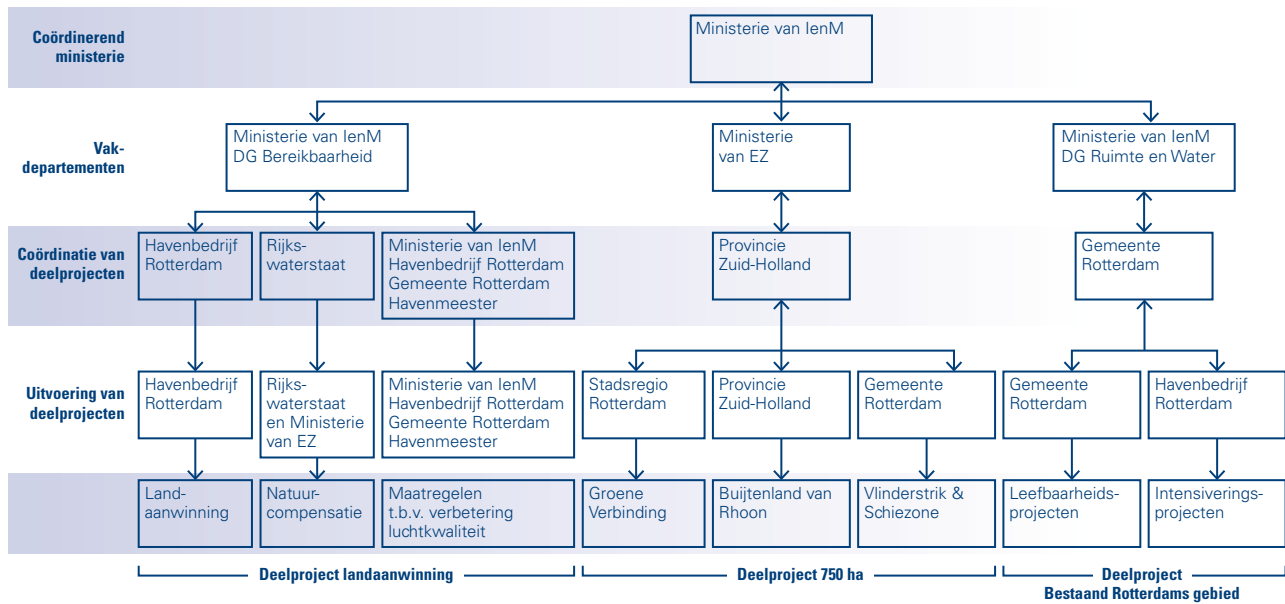 Coördinerend
ministerie
Ministerie van IenM
Vak-
departementen
Ministerie van IenM
DG Bereikbaarheid
Ministerie
van EZ
Ministerie van IenM
DG Ruimte en Water
Coördinatie van
deelprojecten
Havenbedrijf
Rotterdam
Rijks-
waterstaat
Ministerie van IenM
Havenbedrijf Rotterdam
Gemeente Rotterdam
Havenmeester
Provincie
Zuid-Holland
Gemeente
Rotterdam
Uitvoering van
deelprojecten
Havenbedrijf
Rotterdam
Rijks-
waterstaat
en Ministerie
van EZ
Ministerie van IenM
Havenbedrijf Rotterdam
Gemeente Rotterdam
Havenmeester
Stadsregio
Rotterdam
Provincie
Zuid-Holland
Gemeente
Rotterdam
Gemeente
Rotterdam
Havenbedrijf
Rotterdam
Land-
aanwinning
Natuur-
compensatie
Maatregelen
t.b.v. verbetering
luchtkwaliteit
Groene
Verbinding
Buijtenland van
Rhoon
Vlinderstrik &
Schiezone
Leefbaarheids-
projecten
Intensiverings-
projecten
Deelproject landaanwinning
Deelproject 750 ha
Deelproject
Bestaand Rotterdams gebied